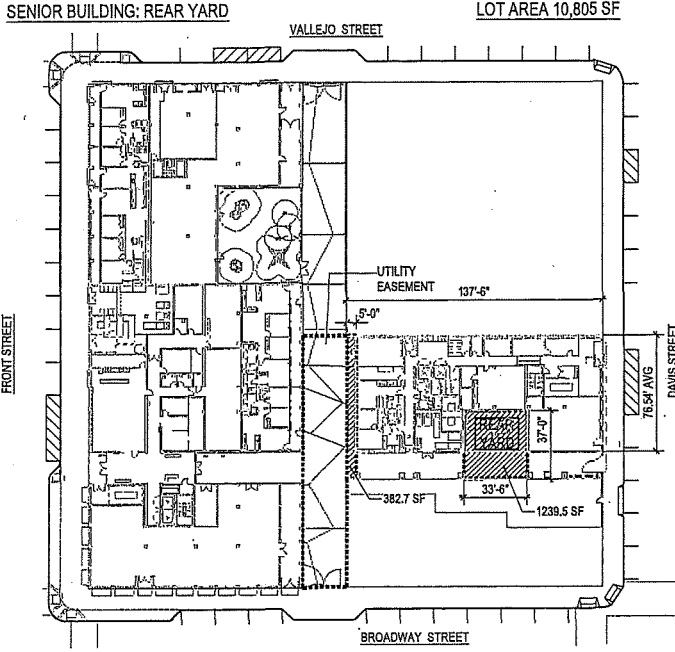 SENIOR BUILDING: REAR YARD
LOT AREA 10,805 SF
VALLEJO STREET
UTILITY
EASEMENT
137'-6"
5'-0"
FRONT STREET
DAVIS STREET
76.54' AVG
REAR
YARD
37'-0"
33'-6"
382.7 SF
1239.5 SF
BROADWAY STREET